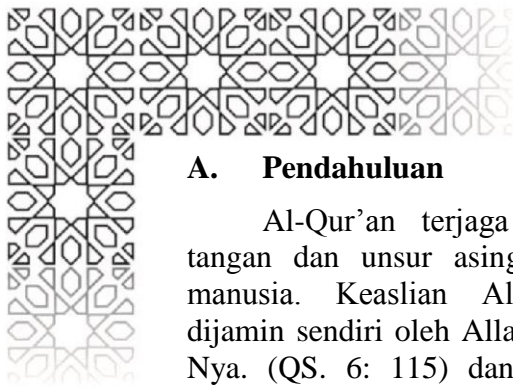 A. Pendahuluan
Al-Qur’an terjaga
tangan dan unsur asing
manusia. Keaslian Al
dijamin sendiri oleh Alla
Nya. (QS. 6: 115) dan